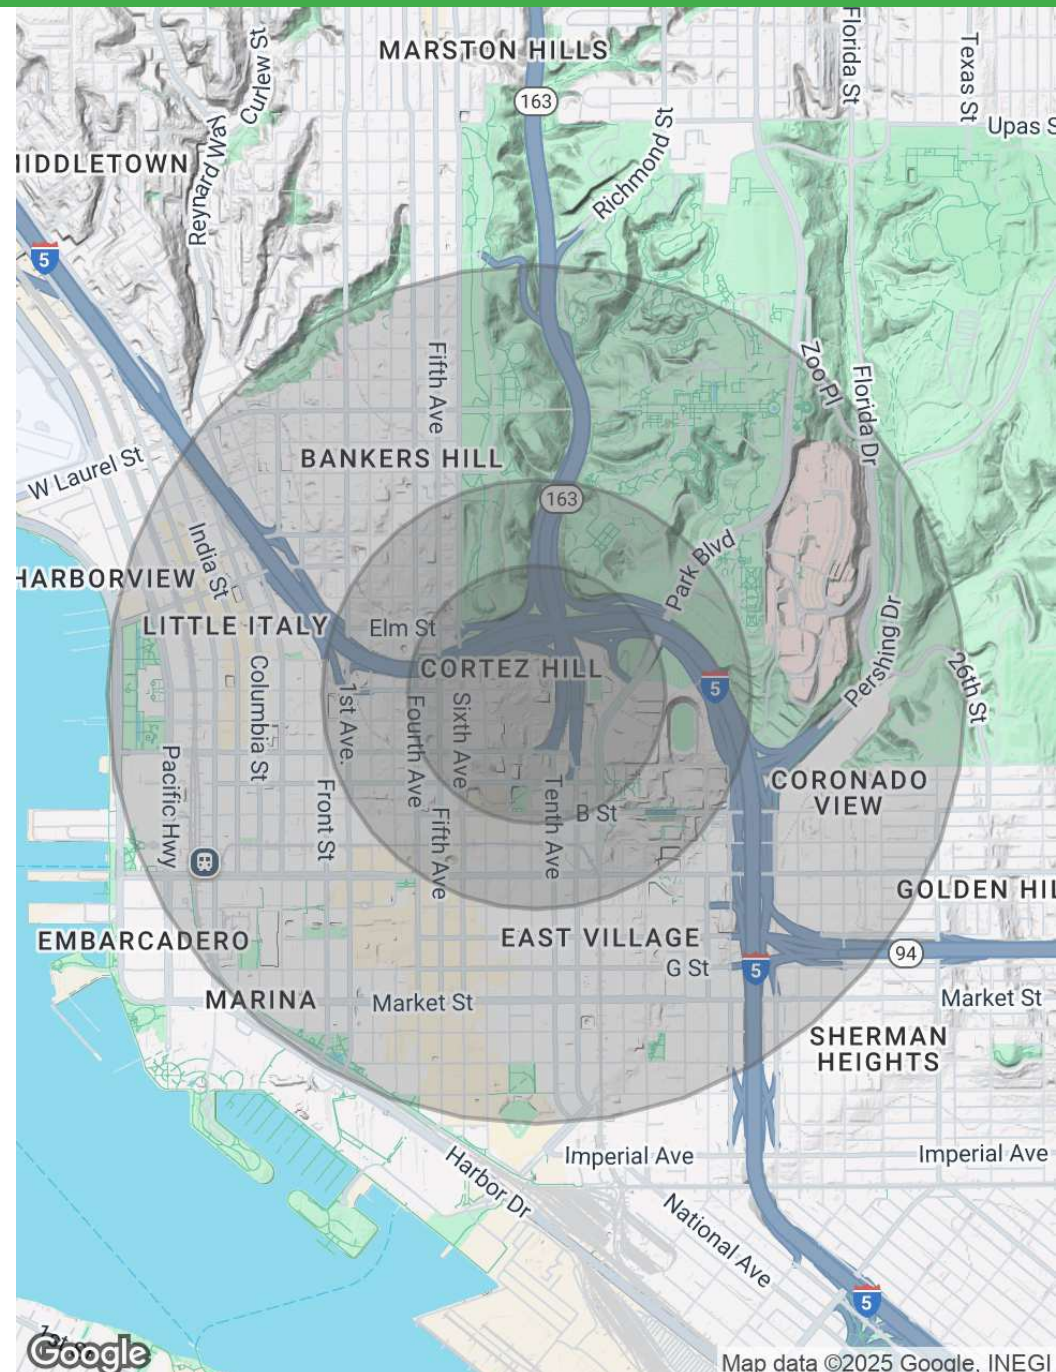 MARSTON HILLS
Florida St
Texas St
Curlew St
163
Upas S
Richmond St
MIDDLETOWN
Reynard Way
5
Fifth Ave
Zoo Pl
Florida Dr
BANKERS HILL
W Laurel St
163
India St
Park Blvd
HARBORVIEW
LITTLE ITALY
Elm St
Pershing Dr
CORTEZ HILL
26th St
Columbia St
1st Ave.
Fourth Ave
Sixth Ave
5
Pacific Hwy
Front St
Fifth Ave
Tenth Ave
B St
CORONADO
VIEW
GOLDEN HIL
EMBARCADERO
EAST VILLAGE
G St
5
94
MARINA
Market St
Market St
SHERMAN
HEIGHTS
Harbor Dr
Imperial Ave
Imperial Ave
National Ave
5
Google
Map data ©2025 Google, INEGI